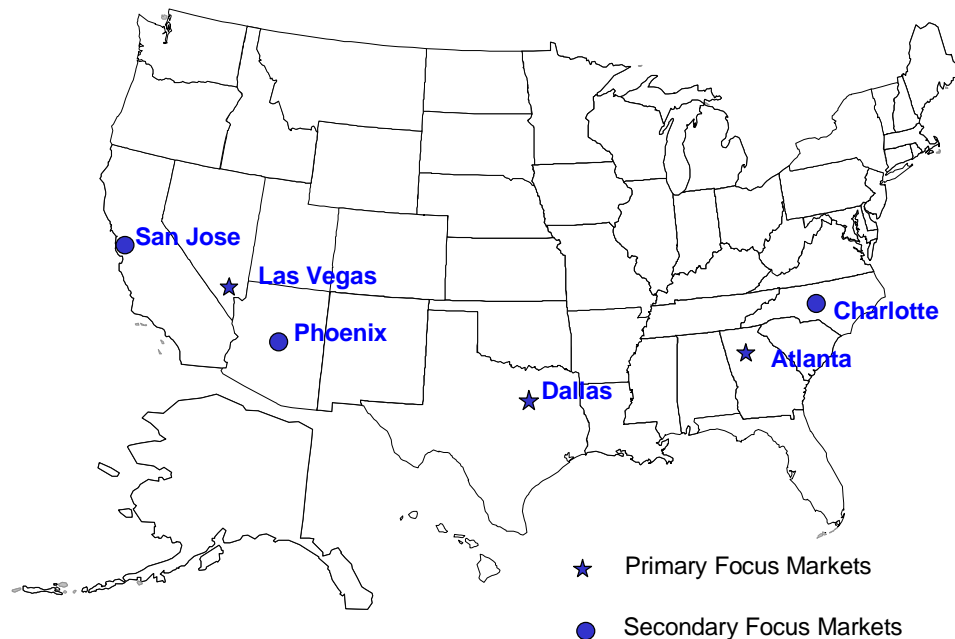 San Jose
Las Vegas
Phoenix
Charlotte
Atlanta
Dallas
Primary Focus Markets
Secondary Focus Markets